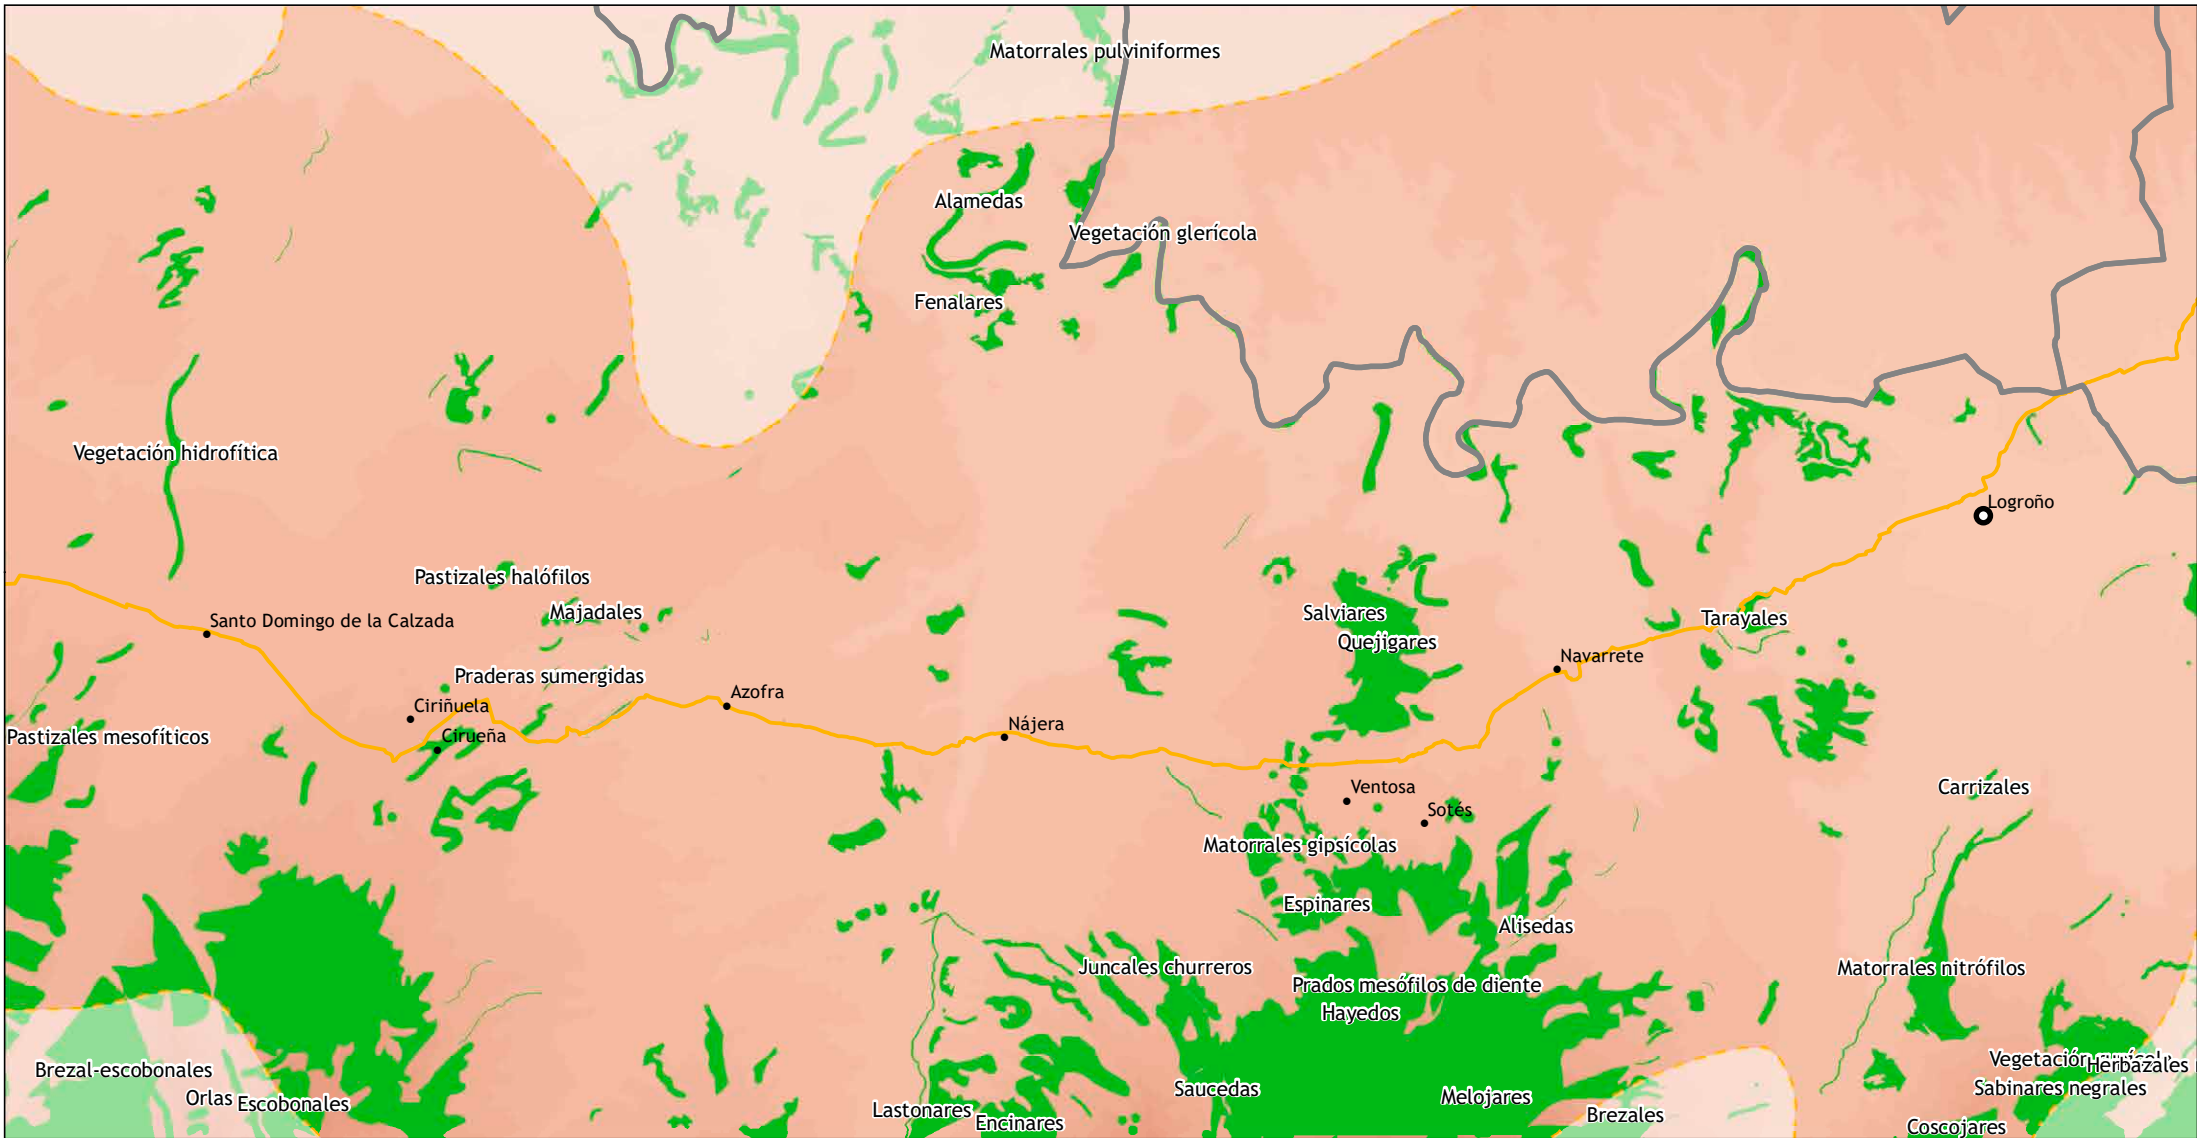 Matorrales pulviniformes
Alamedas
Vegetación glerícola
Fenalares
Vegetación hidrofítica
Logroño
Pastizales halófilos
Majadales
Salviares
Santo Domingo de la Calzada
Tarayales
Quejigares
Navarrete
Praderas sumergidas
Azofra
Ciriñuela
Nájera
Cirueña
Pastizales mesofíticos
Ventosa
Carrizales
Sotés
Matorrales gipsícolas
Espinares
Alisedas
Juncales churreros
Matorrales nitrófilos
Prados mesófilos de diente
Hayedos
Vegetación
Herbazales
Brezal-escobonales
Saucedas
Sabinares negrales
Orlas
Escobonales
Melojares
Lastonares
Brezales
Encinares
Coscojares